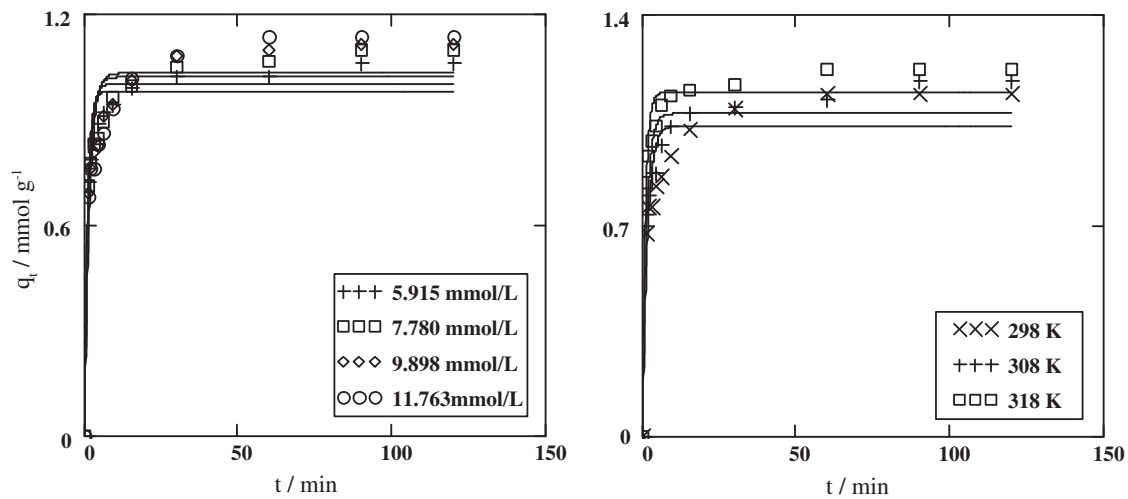 1.2
0.6
0
0
50
100
150
q_t / mmol g⁻¹
t / min
+++ 5.915 mmol/L
□□□ 7.780 mmol/L
◇◇◇ 9.898 mmol/L
○○○ 11.763mmol/L
1.4
0.7
0
0
50
100
150
t / min
××× 298 K
+++ 308 K
□□□ 318 K